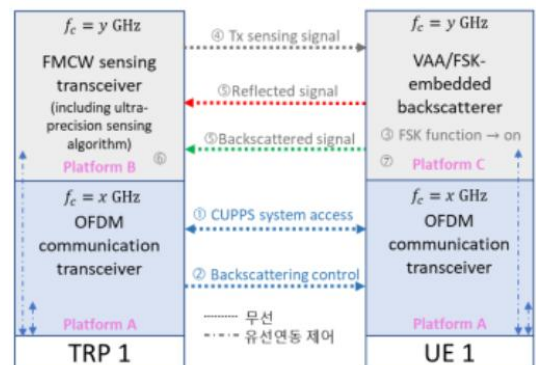 f_c = y GHz
FMCW sensing
transceiver
(including ultra-
precision sensing
algorithm)
⑥
Platform B
f_c = x GHz
OFDM
communication
transceiver
Platform A
TRP 1
④ Tx sensing signal
⑤Reflected signal
⑤Backscattered signal
① CUPPS system access
② Backscattering control
무선
유선연동 제어
f_c = y GHz
VAA/FSK-
embedded
backscatterer
③ FSK function → on
⑦
Platform C
f_c = x GHz
OFDM
communication
transceiver
Platform A
UE 1